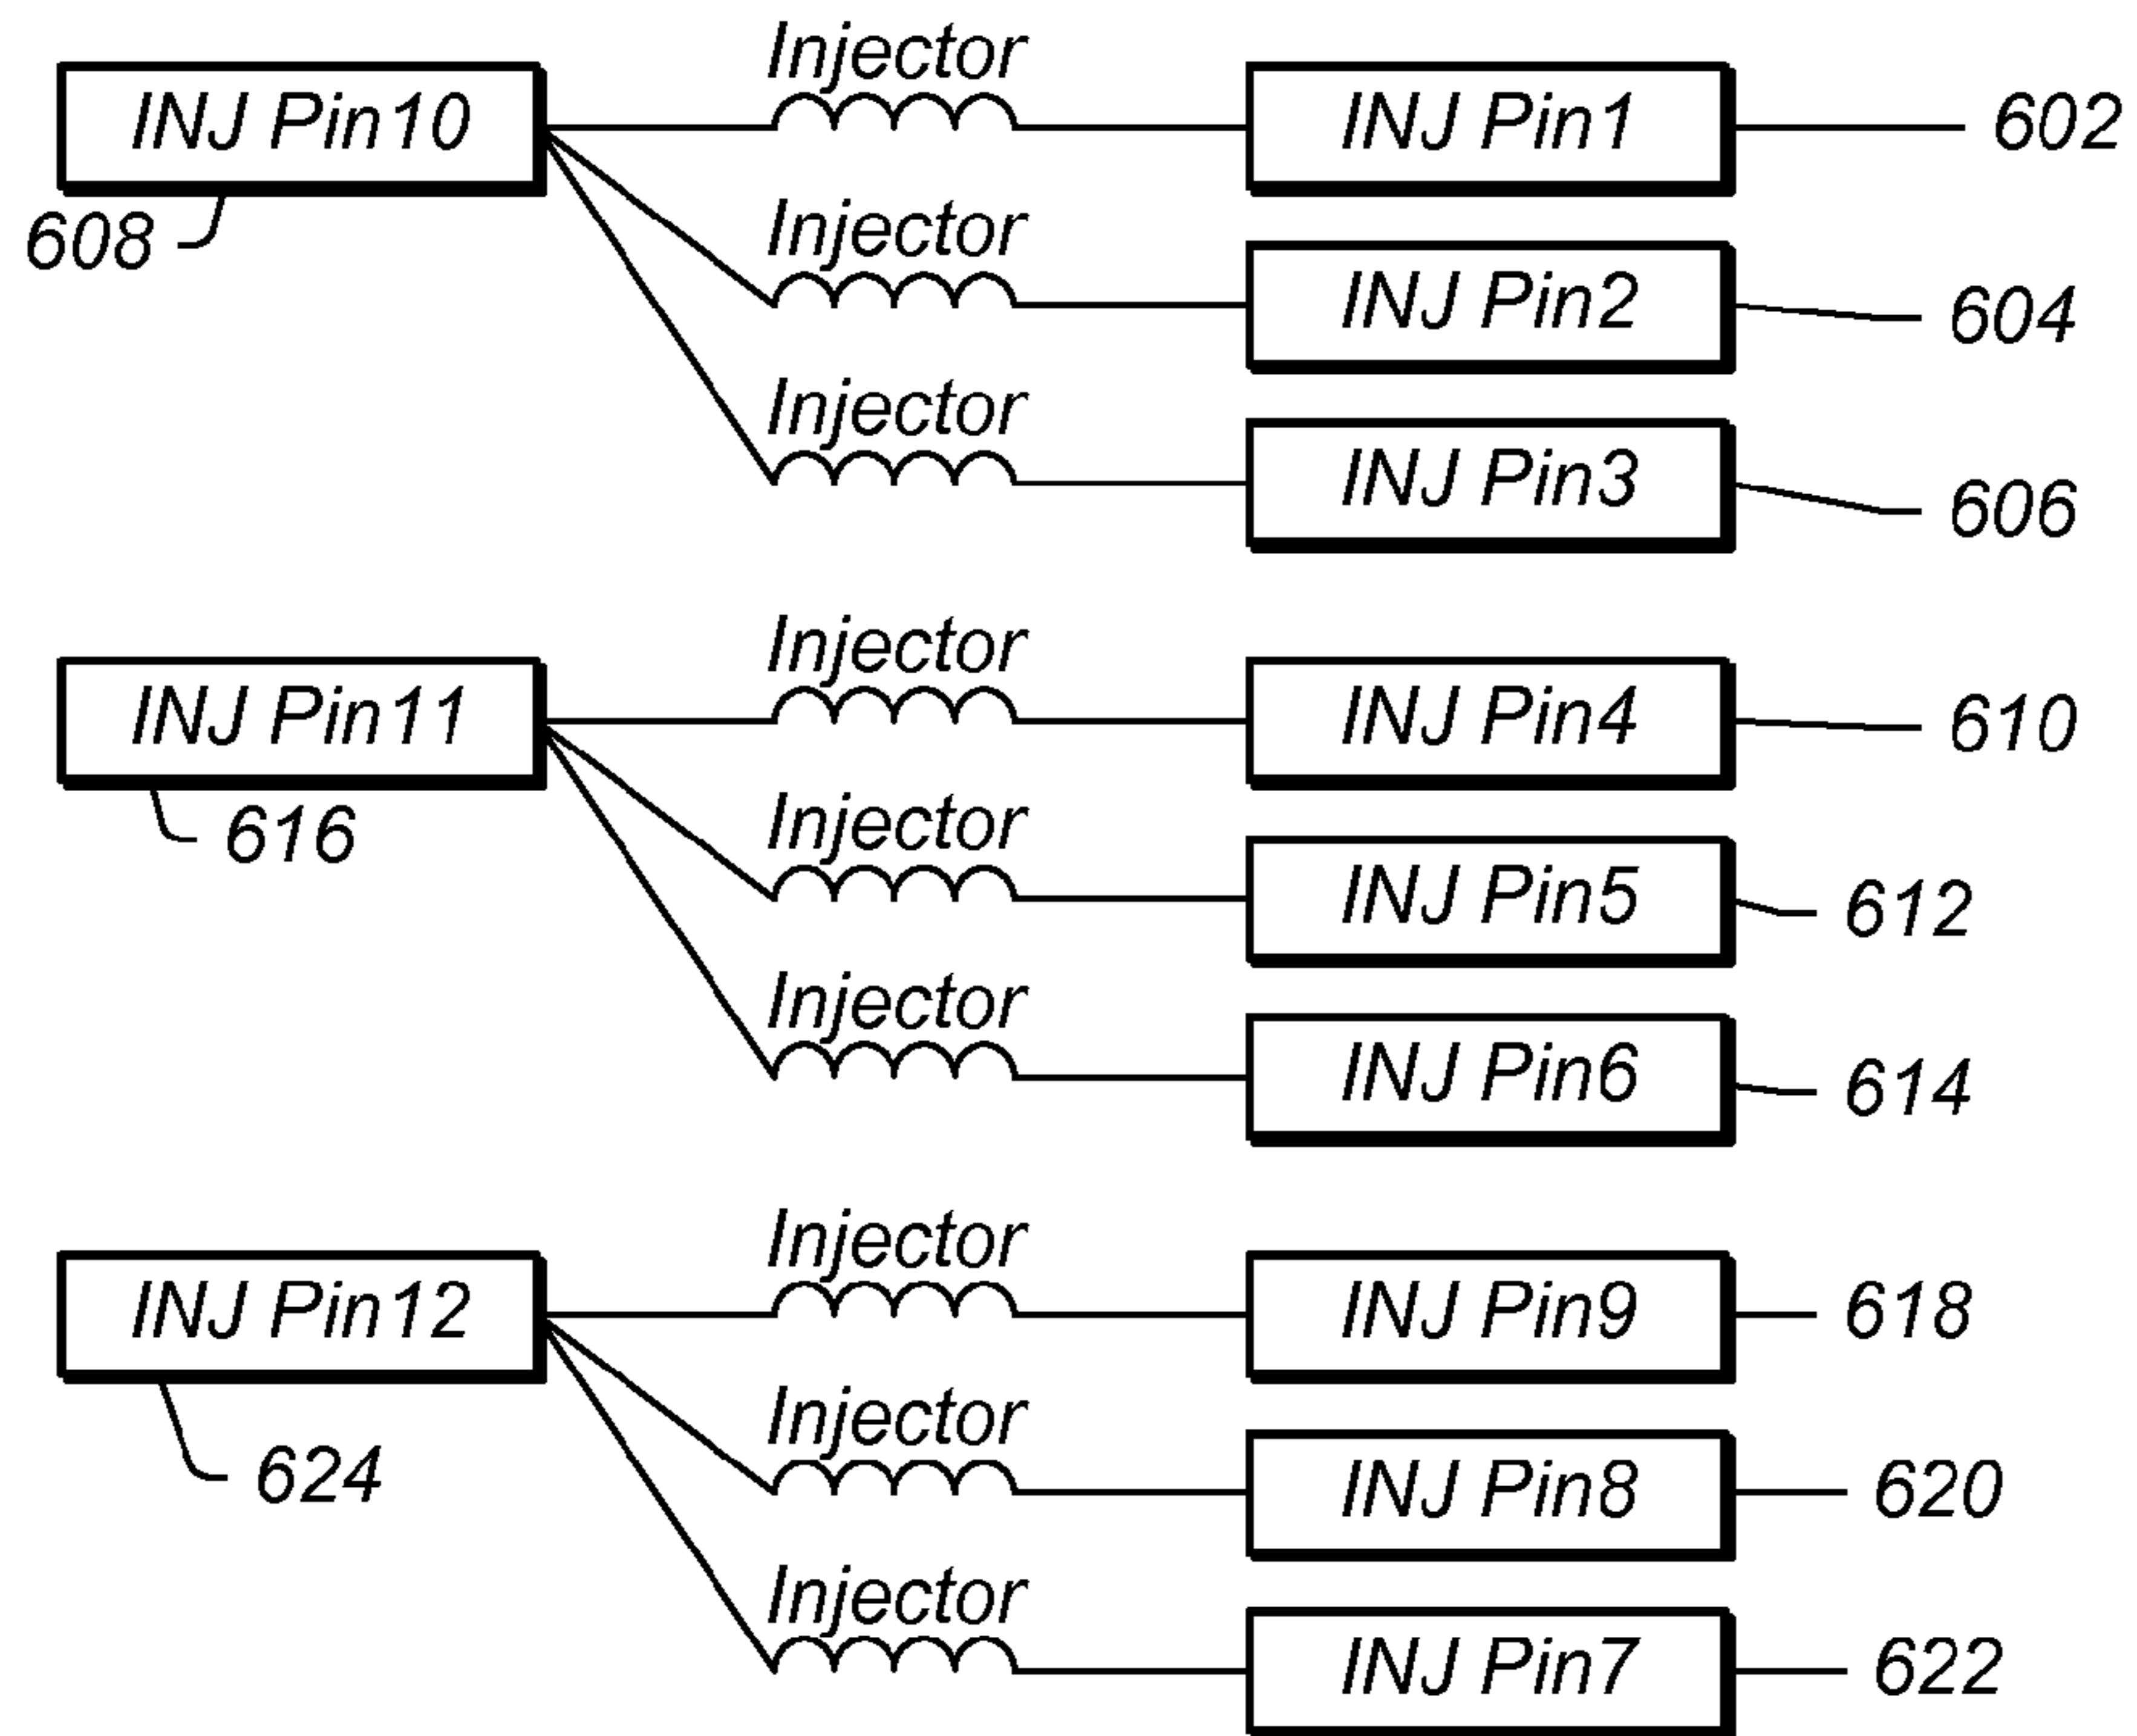 Injector
INJ Pin10
INJ Pin1
602
608
Injector
INJ Pin2
604
Injector
INJ Pin3
606
Injector
INJ Pin11
INJ Pin4
610
616
Injector
INJ Pin5
612
Injector
INJ Pin6
614
Injector
INJ Pin12
INJ Pin9
618
Injector
624
INJ Pin8
620
Injector
INJ Pin7
622